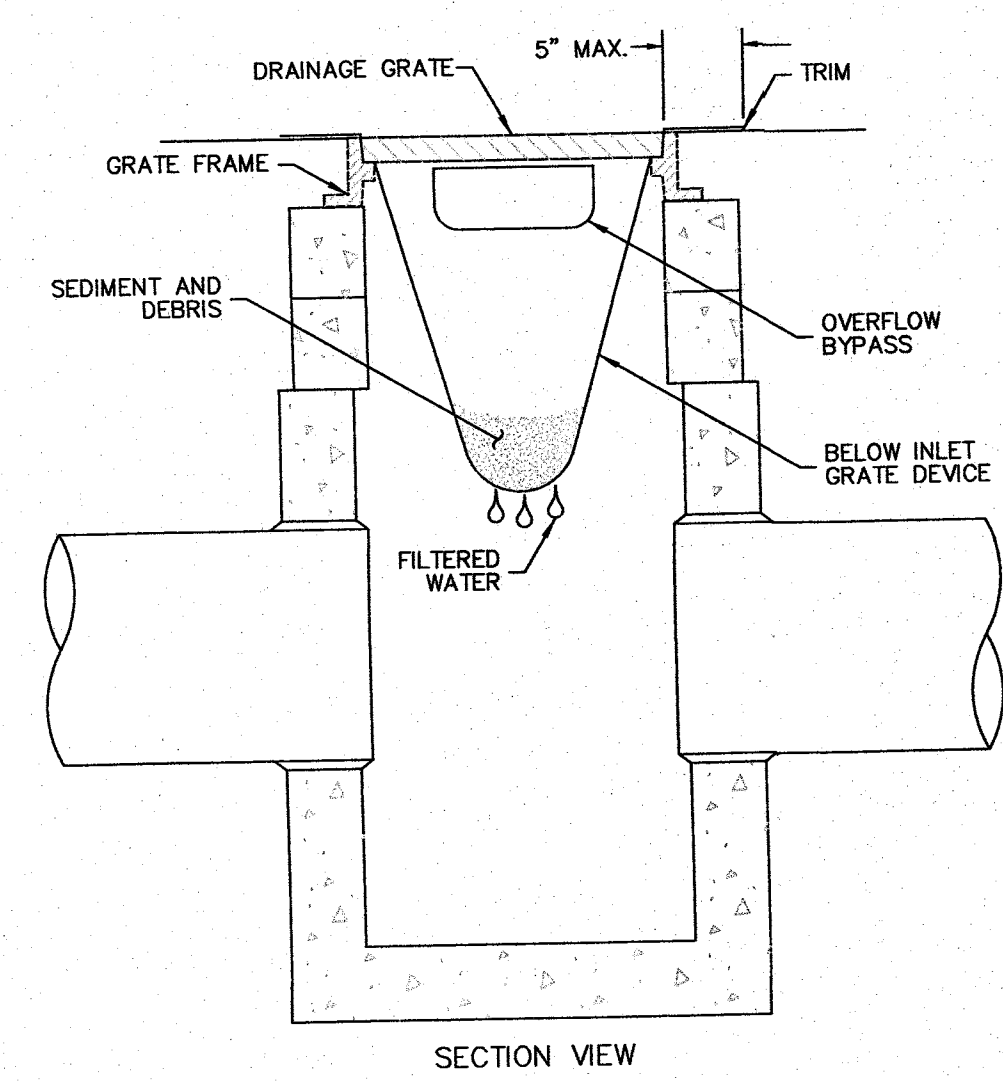 5" MAX.
DRAINAGE GRATE
TRIM
GRATE FRAME
SEDIMENT AND
DEBRIS
OVERFLOW
BYPASS
BELOW INLET
GRATE DEVICE
FILTERED
WATER
SECTION VIEW